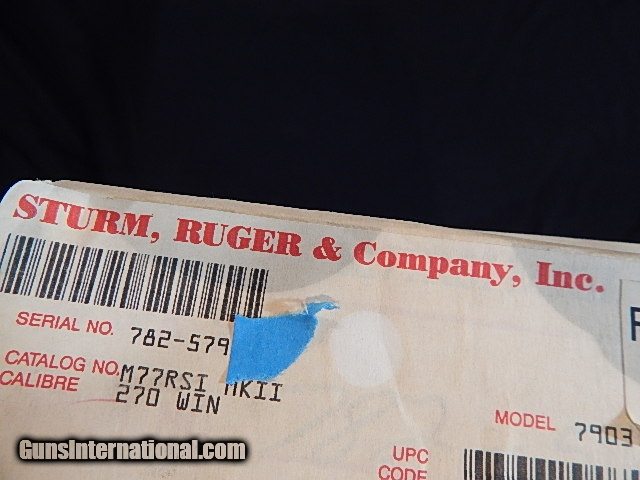 STURM, RUGER & Company, Inc.
SERIAL NO. 782-579
CATALOG NO. M77RSI MKII
CALIBRE 270 WIN
MODEL 7903
UPC
CODE
GunsInternational.com